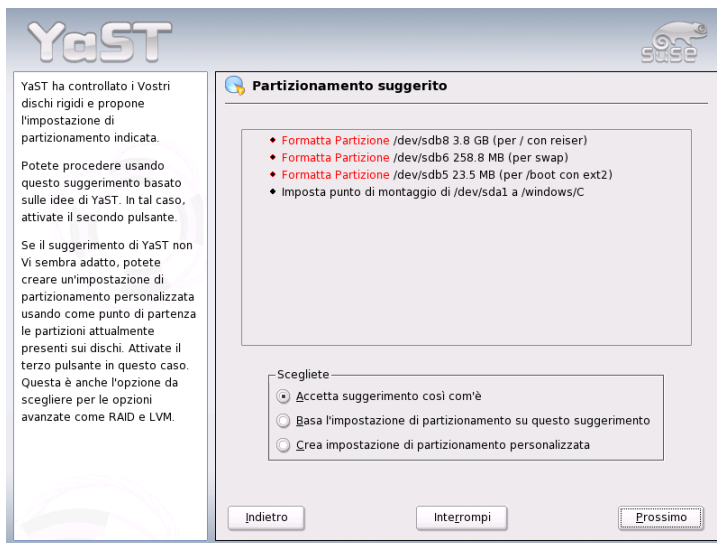 YaST
SUSE
YaST ha controllato i Vostri
dischi rigidi e propone
l'impostazione di
partizionamento indicata.
Potete procedere usando
questo suggerimento basato
sulle idee di YaST. In tal caso,
attivate il secondo pulsante.
Se il suggerimento di YaST non
Vi sembra adatto, potete
creare un'impostazione di
partizionamento personalizzata
usando come punto di partenza
le partizioni attualmente
presenti sui dischi. Attivate il
terzo pulsante in questo caso.
Questa è anche l'opzione da
scegliere per le opzioni
avanzate come RAID e LVM.
Partizionamento suggerito
Formatta Partizione /dev/sdb8 3.8 GB (per / con reiser)
Formatta Partizione /dev/sdb6 258.8 MB (per swap)
Formatta Partizione /dev/sdb5 23.5 MB (per /boot con ext2)
Imposta punto di montaggio di /dev/sda1 a /windows/C
Scegliete
Accetta suggerimento così com'è
Basa l'impostazione di partizionamento su questo suggerimento
Crea impostazione di partizionamento personalizzata
Indietro
Interrompi
Prossimo